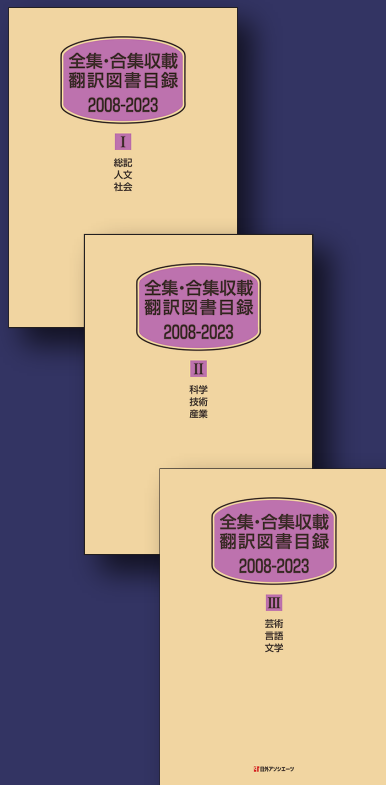 全集・合集収載
翻訳図書目録
2008-2023
I
総記
人文
社会
全集・合集収載
翻訳図書目録
2008-2023
II
科学
技術
産業
全集・合集収載
翻訳図書目録
2008-2023
III
芸術
言語
文学
日外アソシエーツ